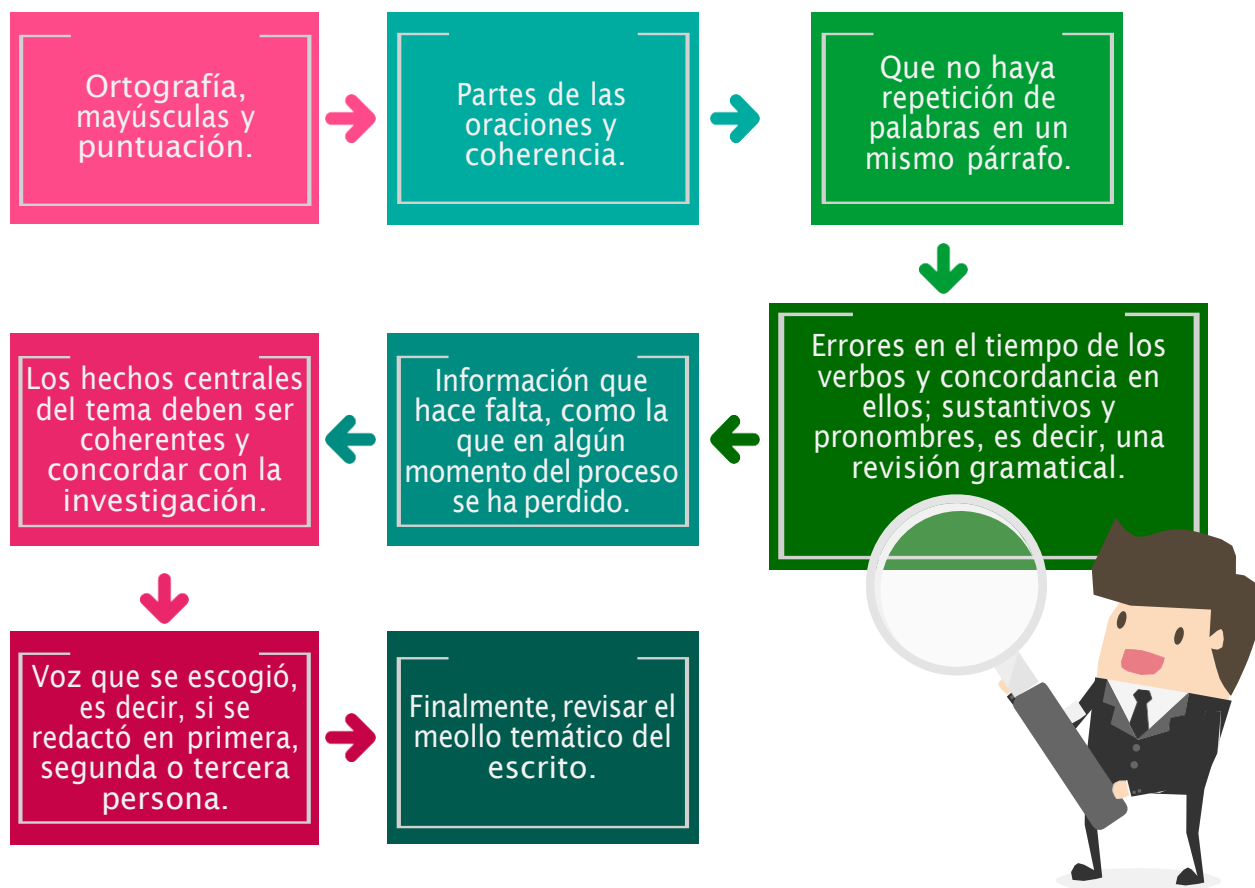 Ortografía,
mayúsculas y
puntuación.
Partes de las
oraciones y
coherencia.
Que no haya
repetición de
palabras en un
mismo párrafo.
Errores en el tiempo de los
verbos y concordancia en
ellos; sustantivos y
pronombres, es decir, una
revisión gramatical.
Información que
hace falta, como la
que en algún
momento del proceso
se ha perdido.
Los hechos centrales
del tema deben ser
coherentes y
concordar con la
investigación.
Voz que se escogió,
es decir, si se
redactó en primera,
segunda o tercera
persona.
Finalmente, revisar el
meollo temático del
escrito.